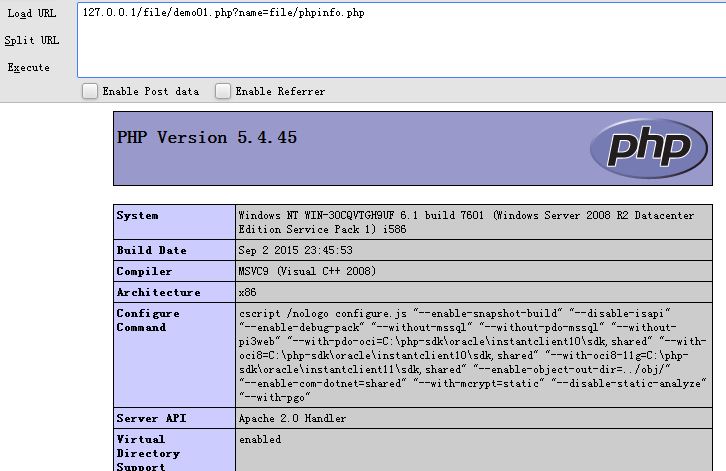 Load URL
127.0.0.1/file/demo01.php?name=file/phpinfo.php
Split URL
Execute
Enable Post data
Enable Referrer
PHP Version 5.4.45
php
System
Windows NT WIN-3OCQVTGH9UF 6.1 build 7601 (Windows Server 2008 R2 Datacenter
Edition Service Pack 1) i586
Build Date
Sep 2 2015 23:45:53
Compiler
MSVC9 (Visual C++ 2008)
Architecture
x86
Configure
Command
cscript /nologo configure.js "--enable-snapshot-build" "--disable-isapi"
"--enable-debug-pack" "--without-mssql" "--without-pdo-mssql" "--without-
pi3web" "--with-pdo-oci=C:\php-sdk\oracle\instantclient10\sdk,shared" "--with-
oci8=C:\php-sdk\oracle\instantclient10\sdk,shared" "--with-oci8-11g=C:\php-
sdk\oracle\instantclient11\sdk,shared" "--enable-object-out-dir=../obj/"
"--enable-com-dotnet=shared" "--with-mcrypt=static" "--disable-static-analyze"
"--with-pgo"
Server API
Apache 2.0 Handler
Virtual
Directory
Support
enabled